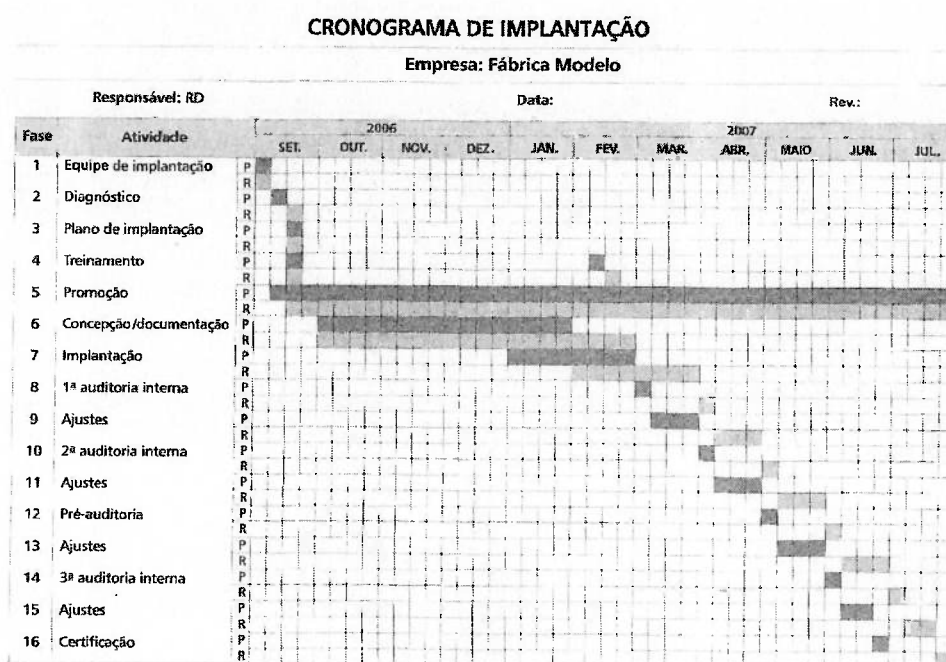 CRONOGRAMA DE IMPLANTAÇÃO
Empresa: Fábrica Modelo
Responsável: RD Data: Rev.:
Fase Atividade 2006 2007
SET. OUT. NOV. DEZ. JAN. FEV. MAR. ABR. MAIO JUN. JUL.
1 Equipe de implantação P
R
2 Diagnóstico P
R
3 Plano de implantação P
R
4 Treinamento P
R
5 Promoção P
R
6 Concepção/documentação P
R
7 Implantação P
R
8 1ª auditoria interna P
R
9 Ajustes P
R
10 2ª auditoria interna P
R
11 Ajustes P
R
12 Pré-auditoria P
R
13 Ajustes P
R
14 3ª auditoria interna P
R
15 Ajustes P
R
16 Certificação P
R